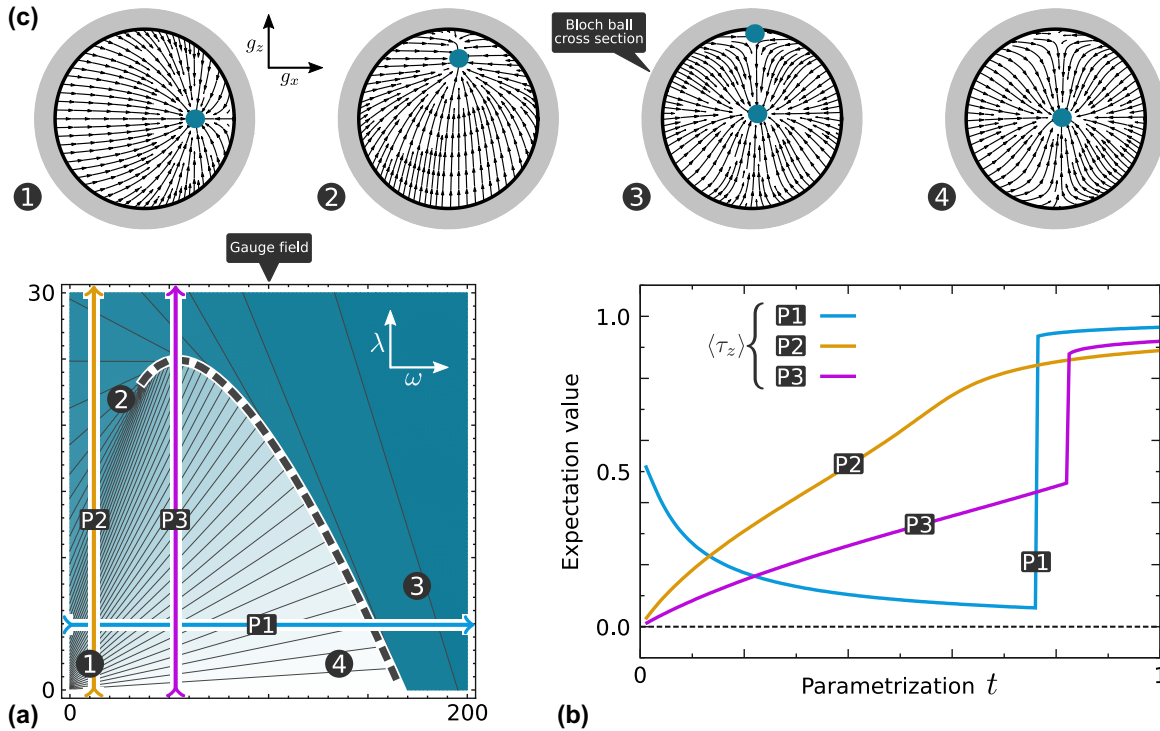 (c)
g_z
g_x
Bloch ball
cross section
1
2
3
4
Gauge field
30
λ
ω
2
P2
P3
3
P1
1
4
0
0
200
(a)
1.0
⟨τ_z⟩
P1
P2
P3
Expectation value
P2
0.5
P3
P1
0.0
0
1
Parametrization t
(b)